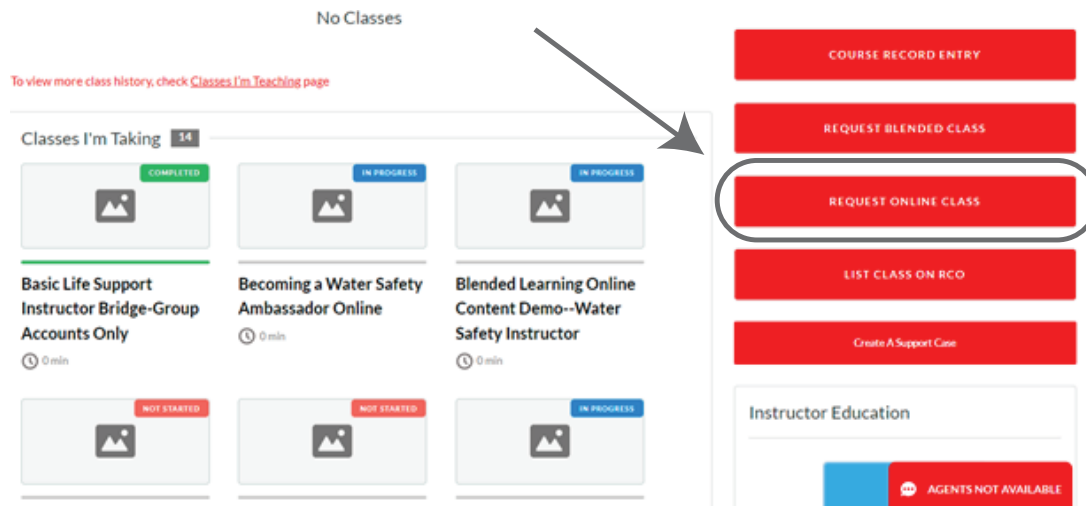 No Classes
To view more class history, check Classes I'm Teaching page
Classes I'm Taking 14
COMPLETED
IN PROGRESS
IN PROGRESS
Basic Life Support
Instructor Bridge-Group
Accounts Only
0 min
Becoming a Water Safety
Ambassador Online
0 min
Blended Learning Online
Content Demo--Water
Safety Instructor
0 min
NOT STARTED
NOT STARTED
IN PROGRESS
COURSE RECORD ENTRY
REQUEST BLENDED CLASS
REQUEST ONLINE CLASS
LIST CLASS ON RCO
Create A Support Case
Instructor Education
AGENTS NOT AVAILABLE